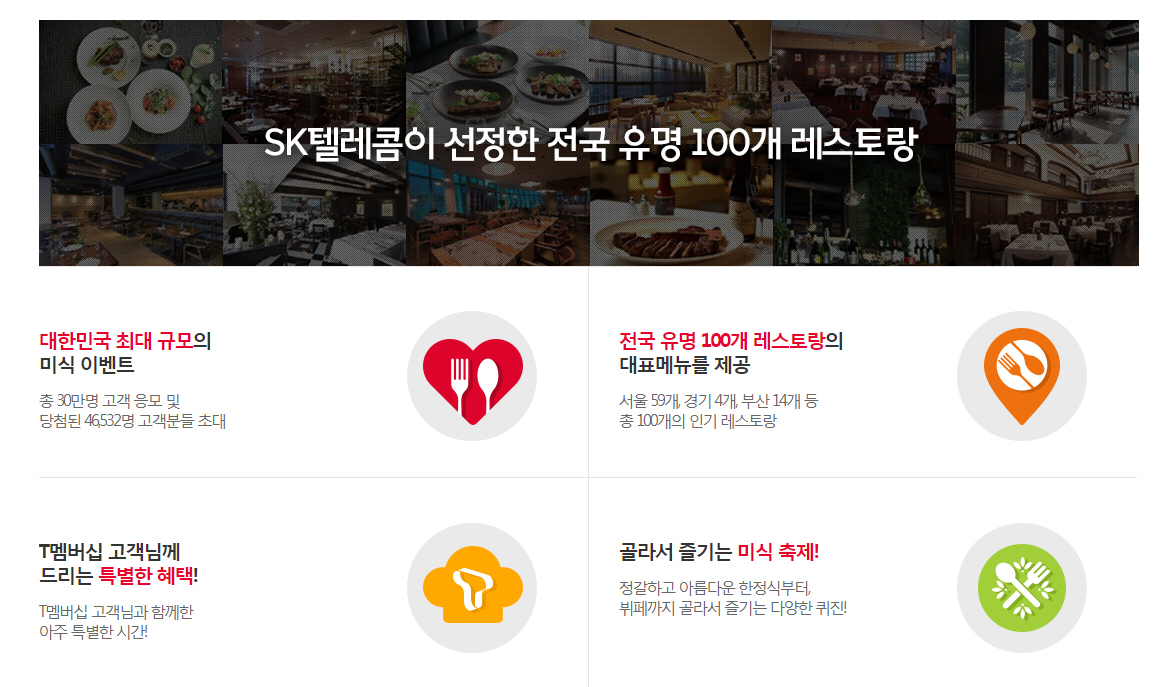 SK텔레콤이 선정한 전국 유명 100개 레스토랑
대한민국 최대 규모의
미식 이벤트
총 30만명 고객 응모 및
당첨된 46,532명 고객분들 초대
전국 유명 100개 레스토랑의
대표메뉴를 제공
서울 59개, 경기 4개, 부산 14개 등
총 100개의 인기 레스토랑
T멤버십 고객님께
드리는 특별한 혜택!
T멤버십 고객님과 함께한
아주 특별한 시간!
골라서 즐기는 미식 축제!
정갈하고 아름다운 한정식부터,
뷔페까지 골라서 즐기는 다양한 퀴진!